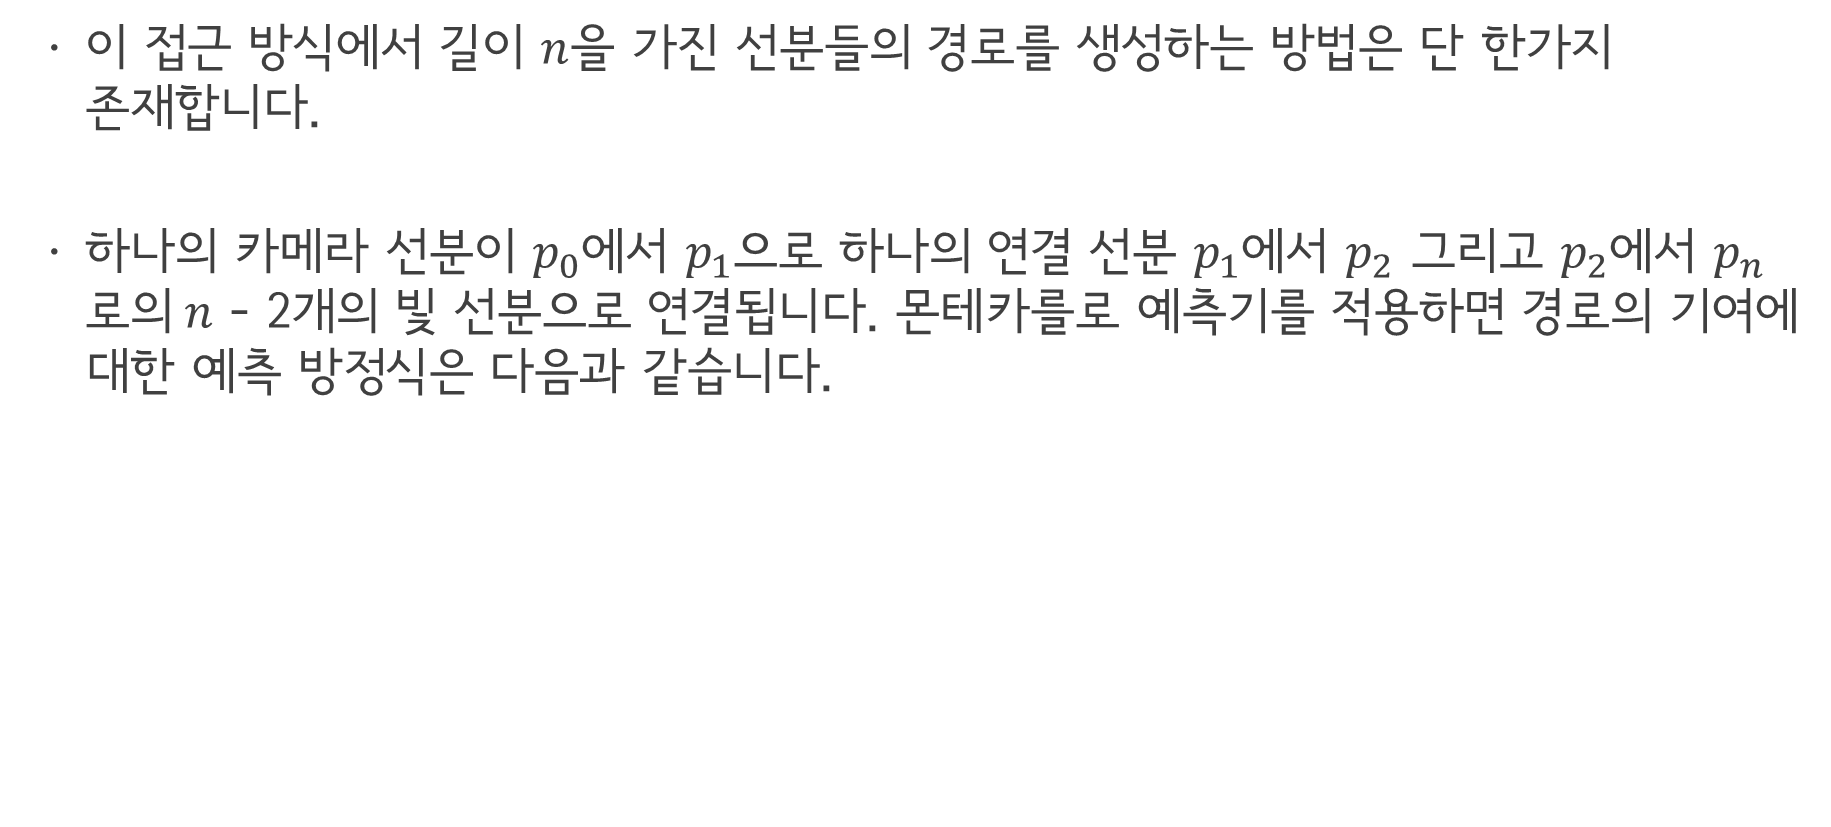 · 이 접근 방식에서 길이 n을 가진 선분들의 경로를 생성하는 방법은 단 한가지
존재합니다.
· 하나의 카메라 선분이 p₀에서 p₁으로 하나의 연결 선분 p₁에서 p₂ 그리고 p₂에서 pₙ
로의 n - 2개의 빛 선분으로 연결됩니다. 몬테카를로 예측기를 적용하면 경로의 기여에
대한 예측 방정식은 다음과 같습니다.